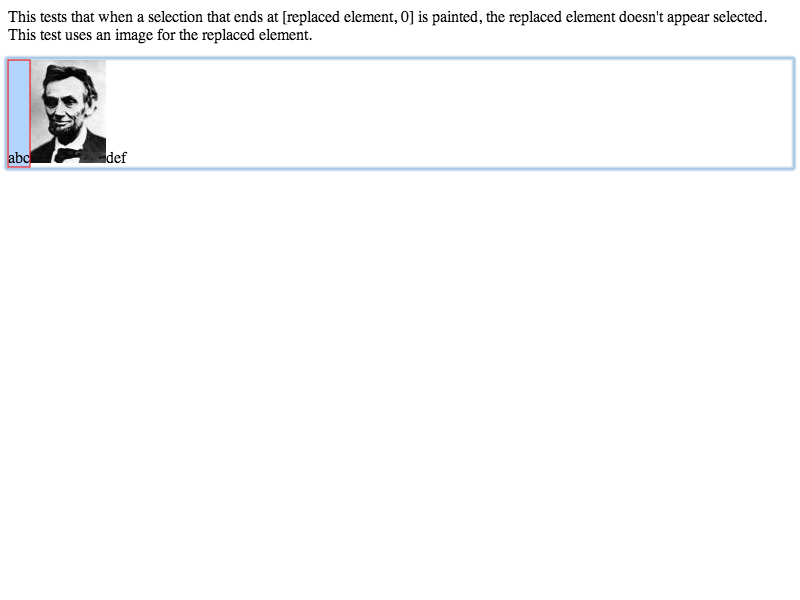 This tests that when a selection that ends at [replaced element, 0] is painted, the replaced element doesn't appear selected.
This test uses an image for the replaced element.
abc def